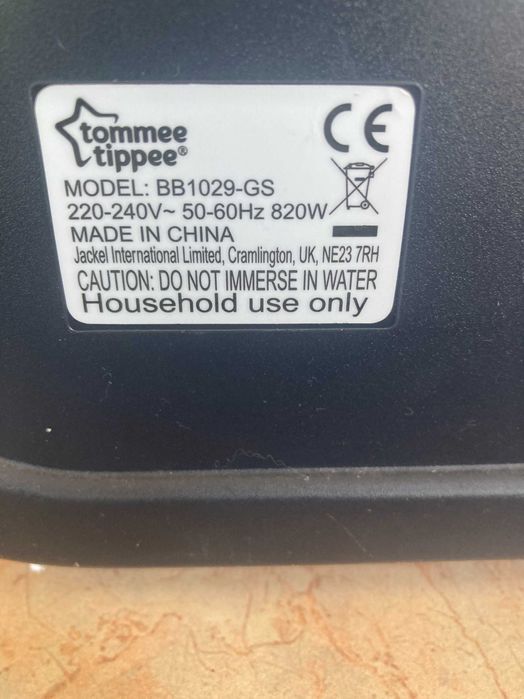 tommee
tippee®
CE
MODEL: BB1029-GS
220-240V~ 50-60Hz 820W
MADE IN CHINA
Jackel International Limited, Cramlington, UK, NE23 7RH
CAUTION: DO NOT IMMERSE IN WATER
Household use only